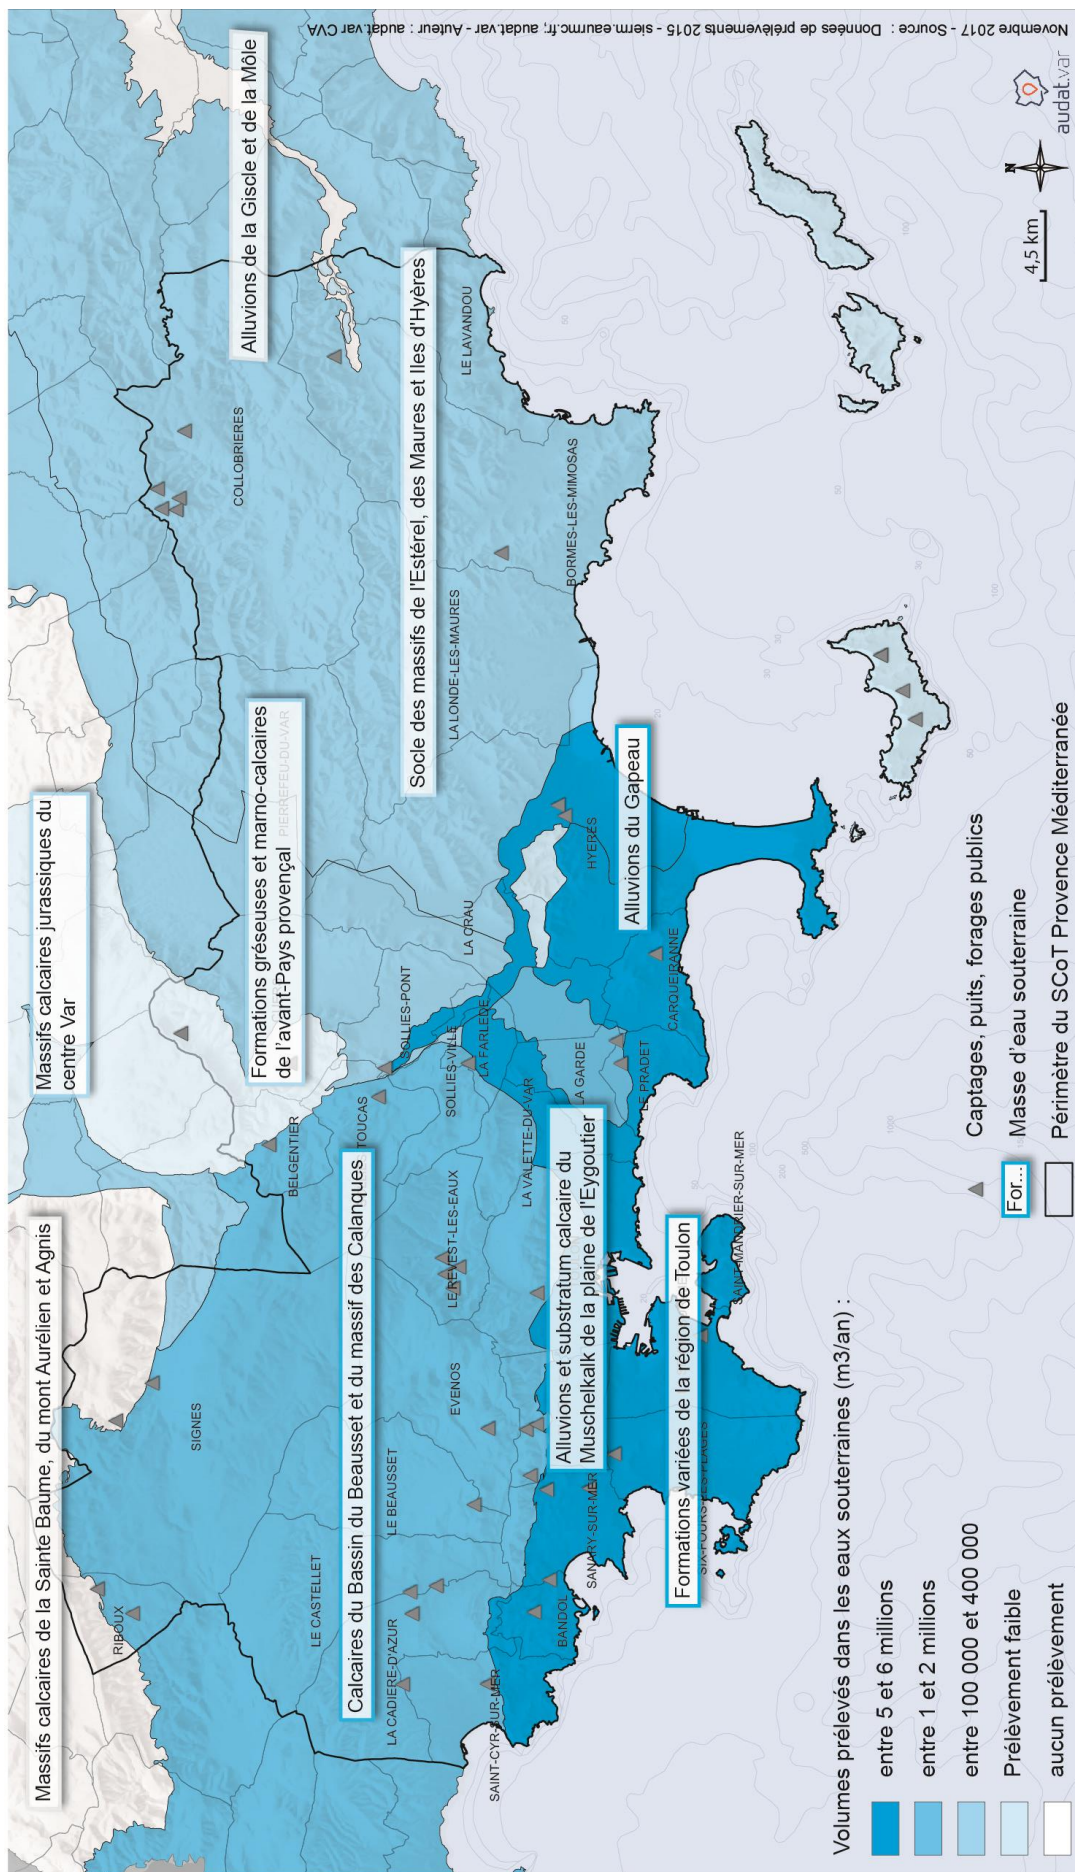 Massifs calcaires de la Sainte Baume, du mont Aurélien et Agnis
Massifs calcaires jurassiques du
centre Var
Formations gréseuses et marno-calcaires
de l'avant-Pays provençal
PIERREFEU-DU-VAR
Alluvions de la Giscle et de la Môle
Calcaires du Bassin du Beausset et du massif des Calanques
Socle des massifs de l'Estérel, des Maures et Iles d'Hyères
Alluvions et substratum calcaire du
Muschelkalk de la plaine de l'Eygoutier
Alluvions du Gapeau
Formations variées de la région de Toulon
RIBOUX
SIGNES
BELGENTIER
COLLOBRIERES
LE CASTELLET
LE BEAUSSET
LA CADIERE-D'AZUR
EVENOS
LE REVEST-LES-EAUX
TOUCAS
SOLLIES-PONT
SOLLIES-VILLE
LA FARLEDE
LA CRAU
LA LONDE-LES-MAURES
LE LAVANDOU
BORMES-LES-MIMOSAS
SAINT-CYR-SUR-MER
BANDOL
SANARY-SUR-MER
LA VALETTE-DU-VAR
LA GARDE
LE PRADET
HYERES
CARQUEIRANNE
SIX-FOURS-LES-PLAGES
SAINT-MANDRIER-SUR-MER
Volumes prélevés dans les eaux souterraines (m3/an) :
entre 5 et 6 millions
entre 1 et 2 millions
entre 100 000 et 400 000
Prélèvement faible
aucun prélèvement
Captages, puits, forages publics
For...
Masse d'eau souterraine
Périmètre du SCoT Provence Méditerranée
4,5 km
N
audat.var
Novembre 2017 - Source : Données de prélèvements 2015 - sierm.eaurmc.fr; audat.var - Auteur : audat.var CVA